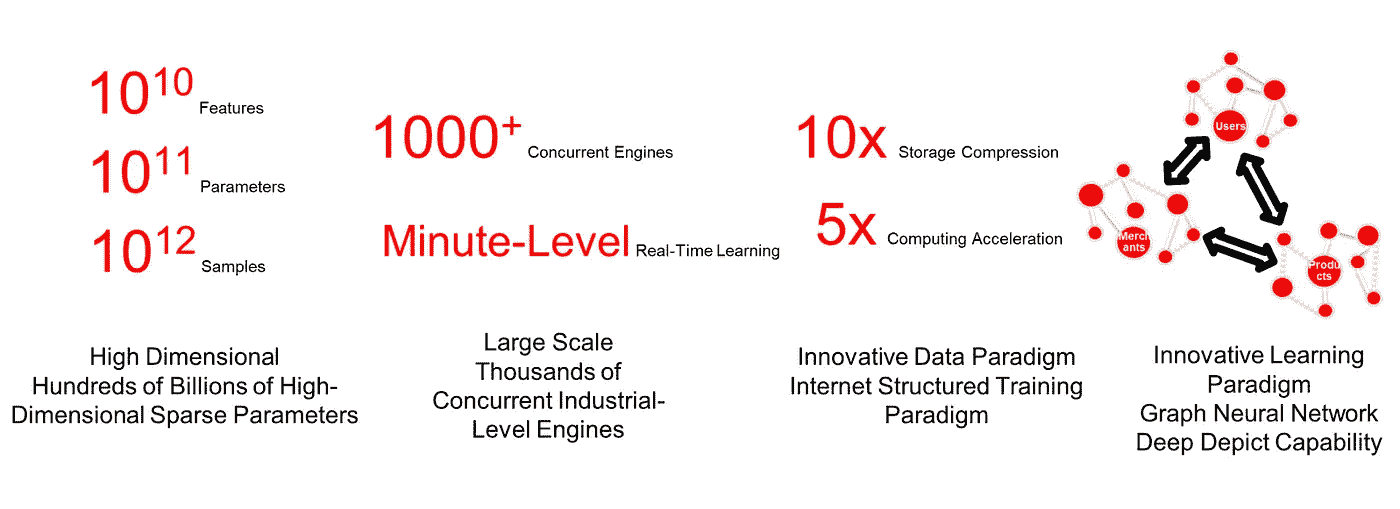 10^10 Features
10^11 Parameters
10^12 Samples
High Dimensional
Hundreds of Billions of High-
Dimensional Sparse Parameters
1000+ Concurrent Engines
Minute-Level Real-Time Learning
Large Scale
Thousands of
Concurrent Industrial-
Level Engines
10x Storage Compression
5x Computing Acceleration
Innovative Data Paradigm
Internet Structured Training
Paradigm
Users
Merch
ants
Produ
cts
Innovative Learning
Paradigm
Graph Neural Network
Deep Depict Capability